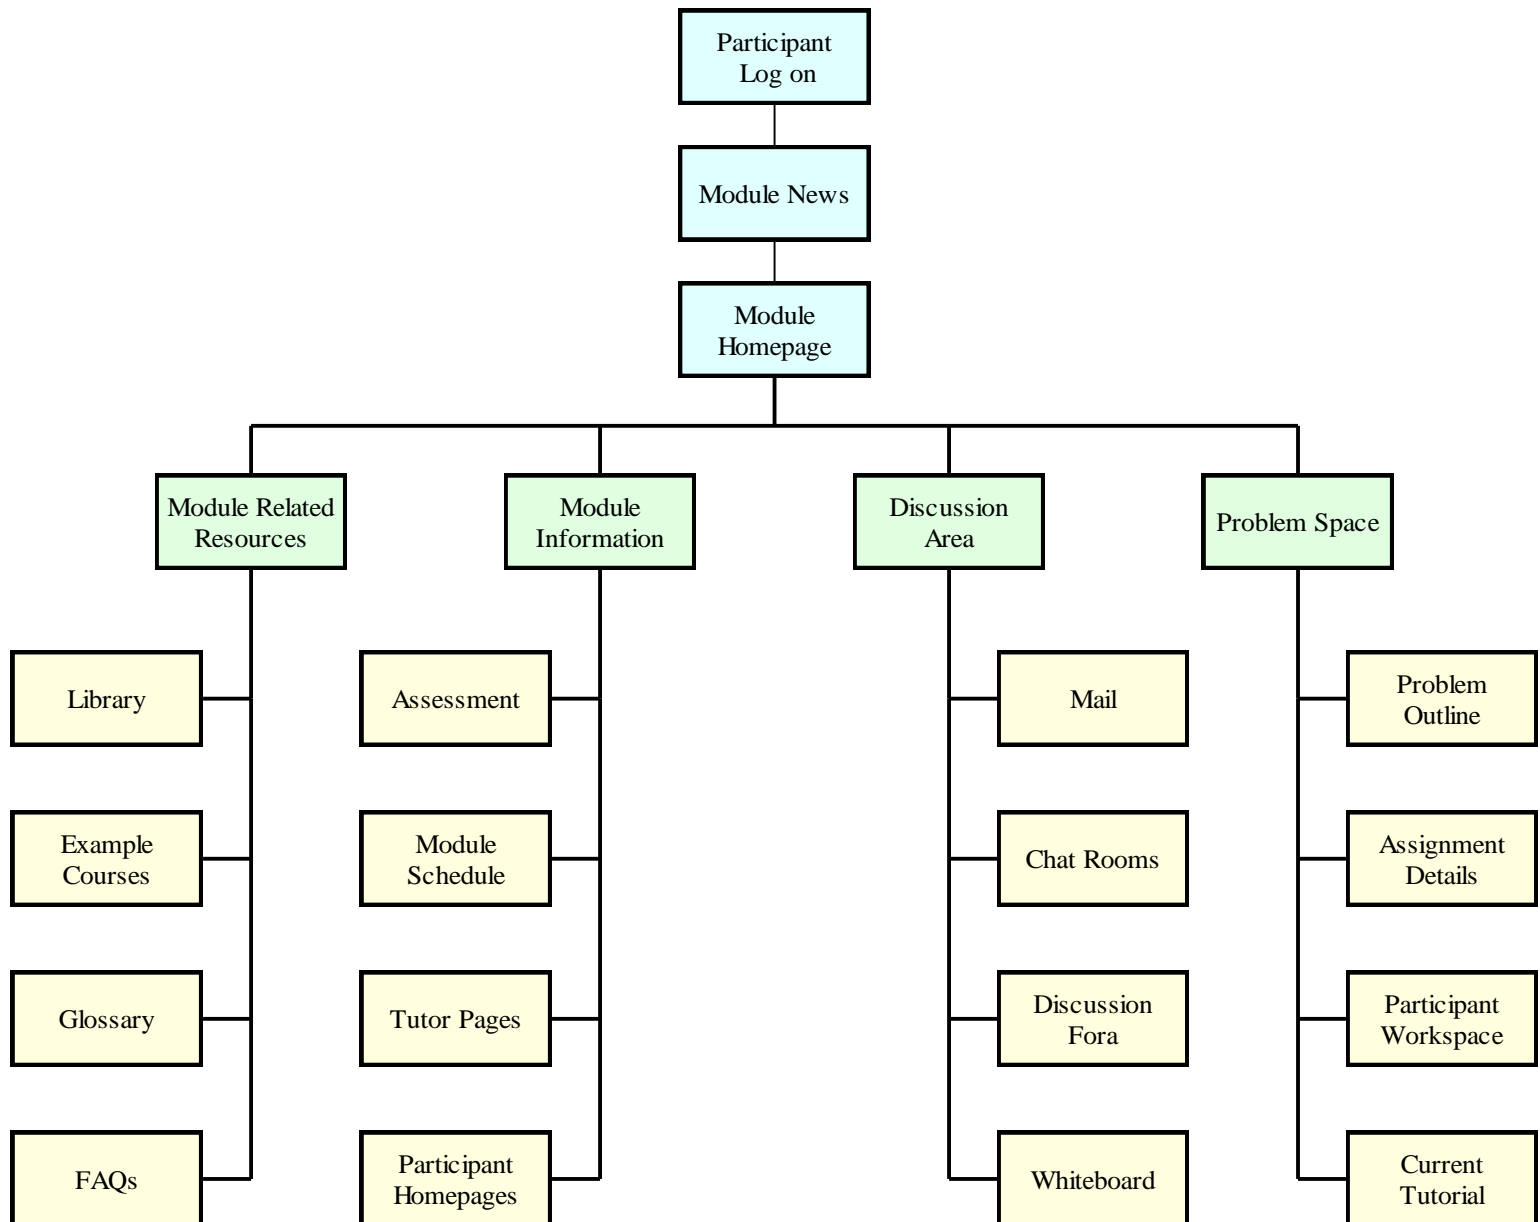 Participant
Log on
Module News
Module
Homepage
Module Related
Resources
Module
Information
Discussion
Area
Problem Space
Library
Assessment
Mail
Problem
Outline
Example
Courses
Module
Schedule
Chat Rooms
Assignment
Details
Glossary
Tutor Pages
Discussion
Fora
Participant
Workspace
FAQs
Participant
Homepages
Whiteboard
Current
Tutorial